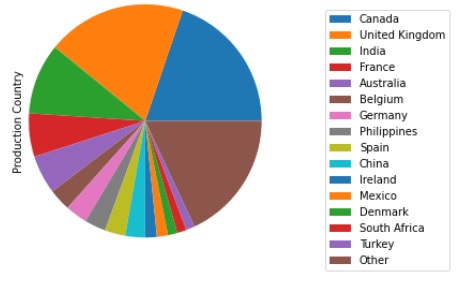 Production Country
Canada
United Kingdom
India
France
Australia
Belgium
Germany
Philippines
Spain
China
Ireland
Mexico
Denmark
South Africa
Turkey
Other